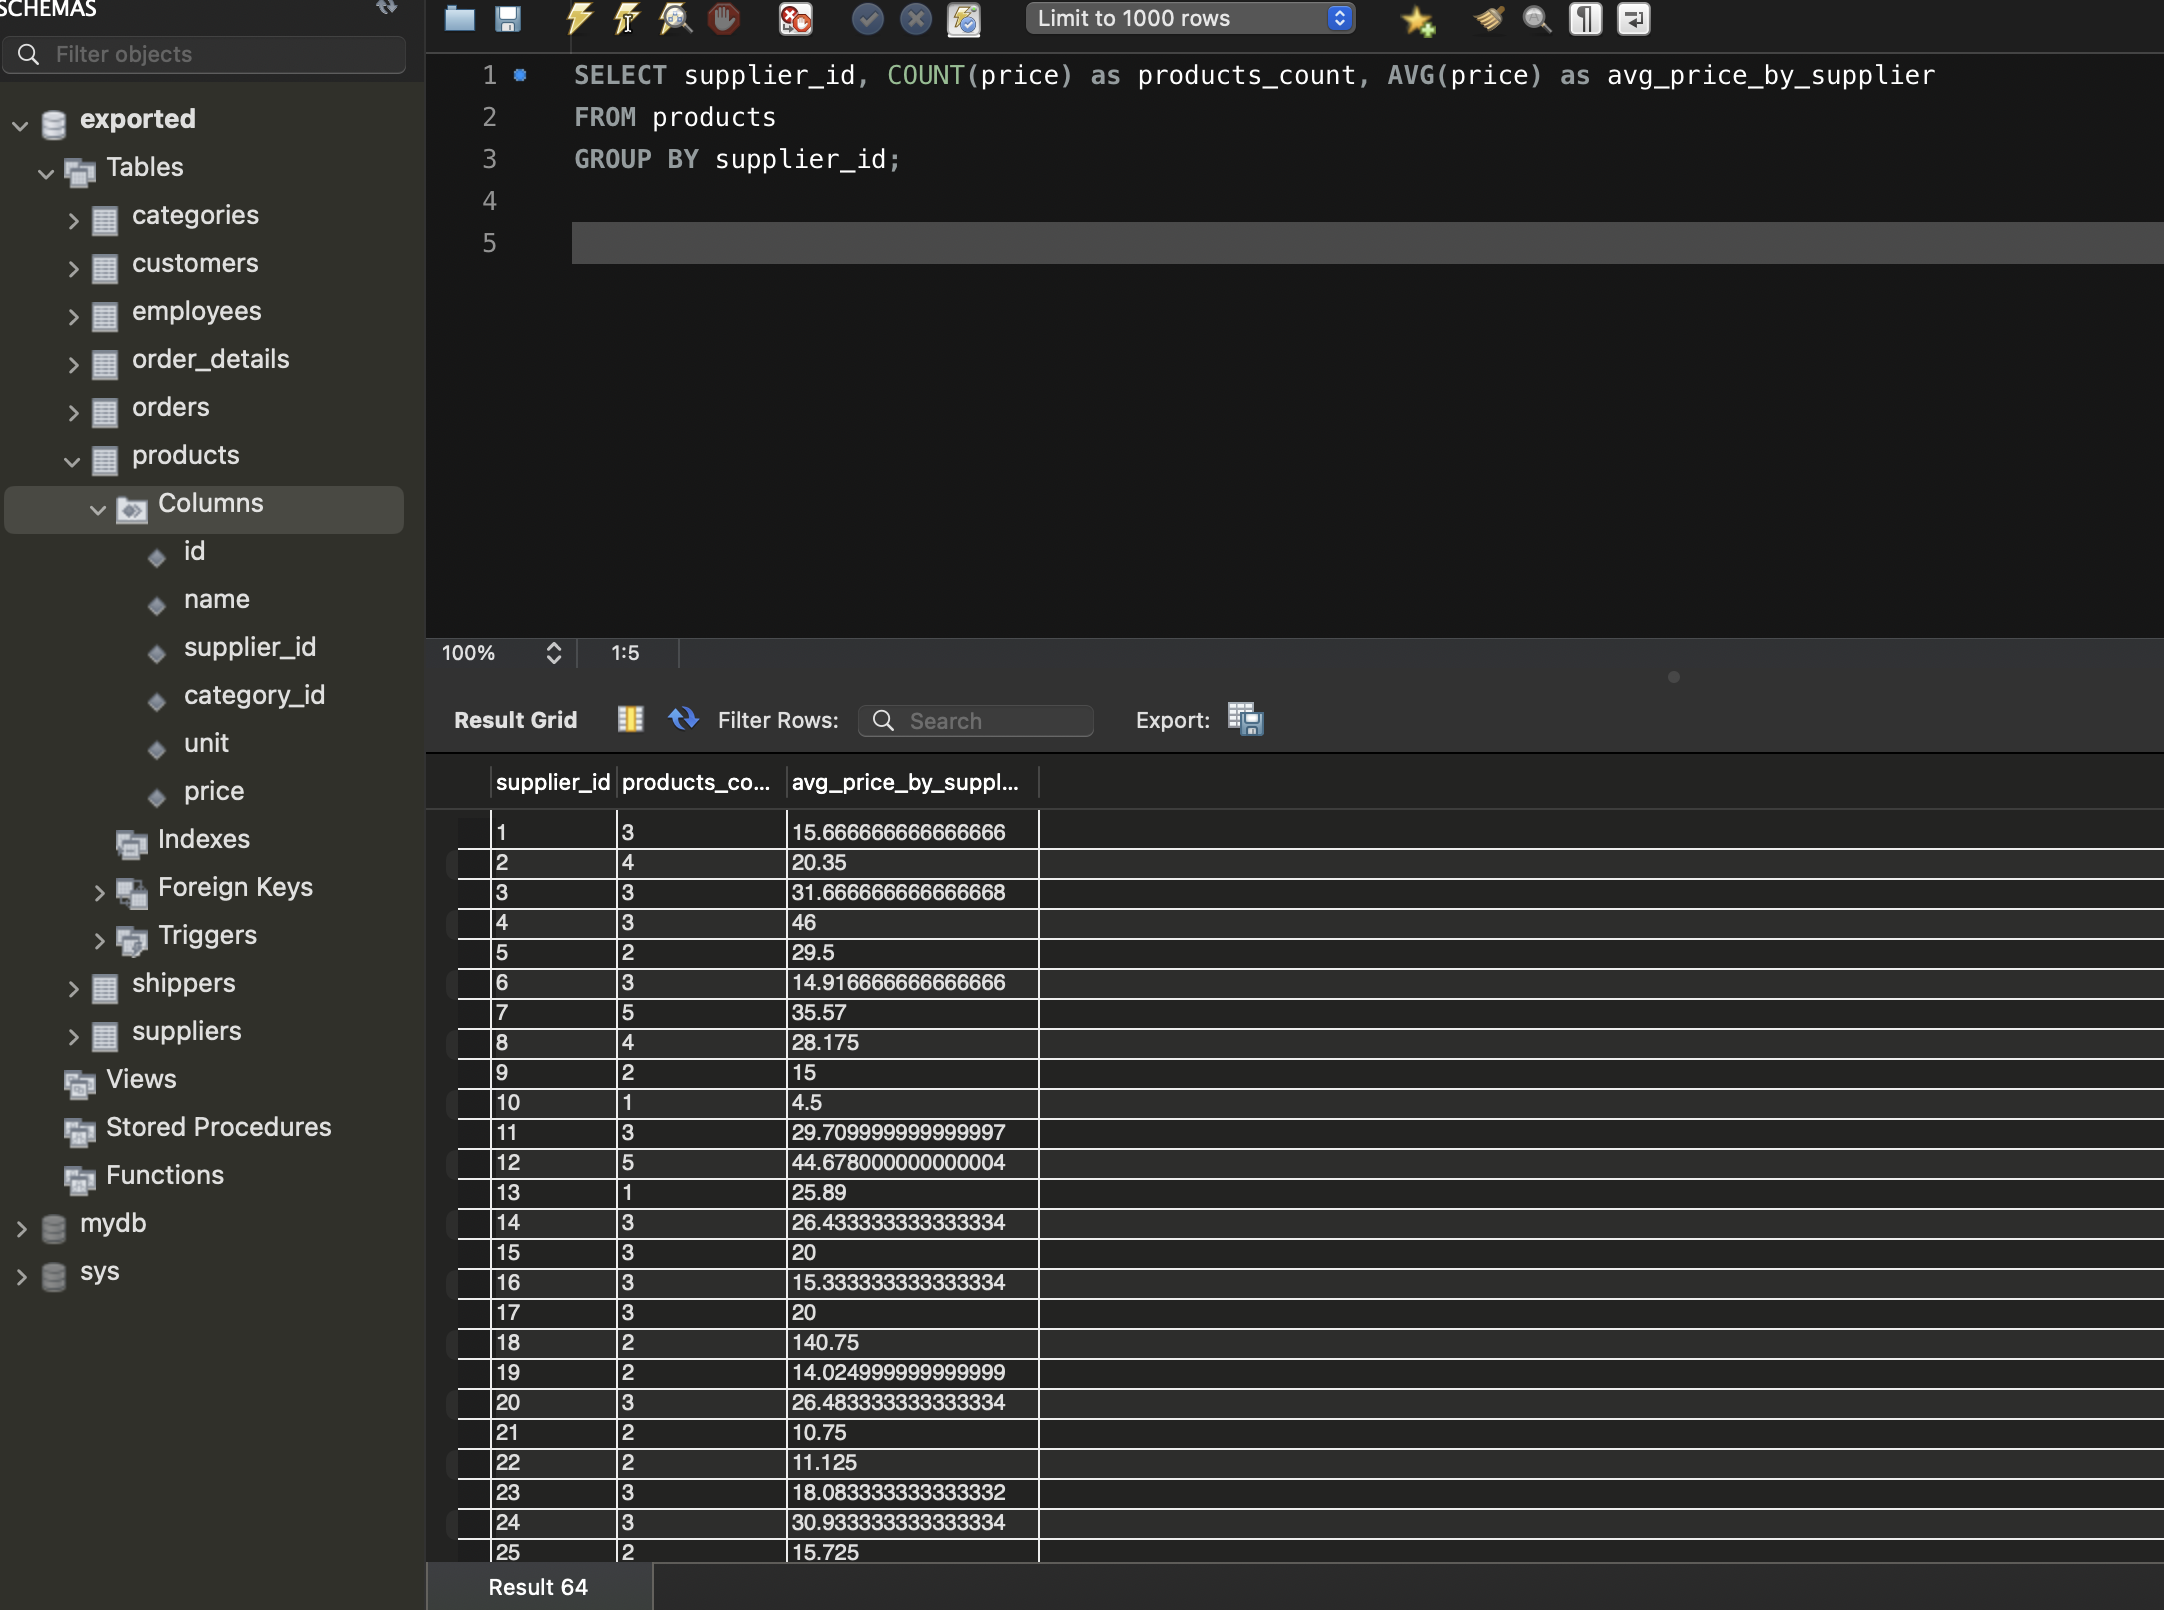 SCHEMAS
Filter objects
exported
Tables
categories
customers
employees
order_details
orders
products
Columns
id
name
supplier_id
category_id
unit
price
Indexes
Foreign Keys
Triggers
shippers
suppliers
Views
Stored Procedures
Functions
mydb
sys
Limit to 1000 rows
1 SELECT supplier_id, COUNT(price) as products_count, AVG(price) as avg_price_by_supplier
2 FROM products
3 GROUP BY supplier_id;
4
5
100% 1:5
Result Grid Filter Rows: Search Export:
supplier_id products_co... avg_price_by_suppl...
1 3 15.666666666666666
2 4 20.35
3 3 31.666666666666668
4 3 46
5 2 29.5
6 3 14.916666666666666
7 5 35.57
8 4 28.175
9 2 15
10 1 4.5
11 3 29.709999999999997
12 5 44.678000000000004
13 1 25.89
14 3 26.433333333333334
15 3 20
16 3 15.333333333333334
17 3 20
18 2 140.75
19 2 14.024999999999999
20 3 26.483333333333334
21 2 10.75
22 2 11.125
23 3 18.083333333333332
24 3 30.933333333333334
25 2 15.725
Result 64